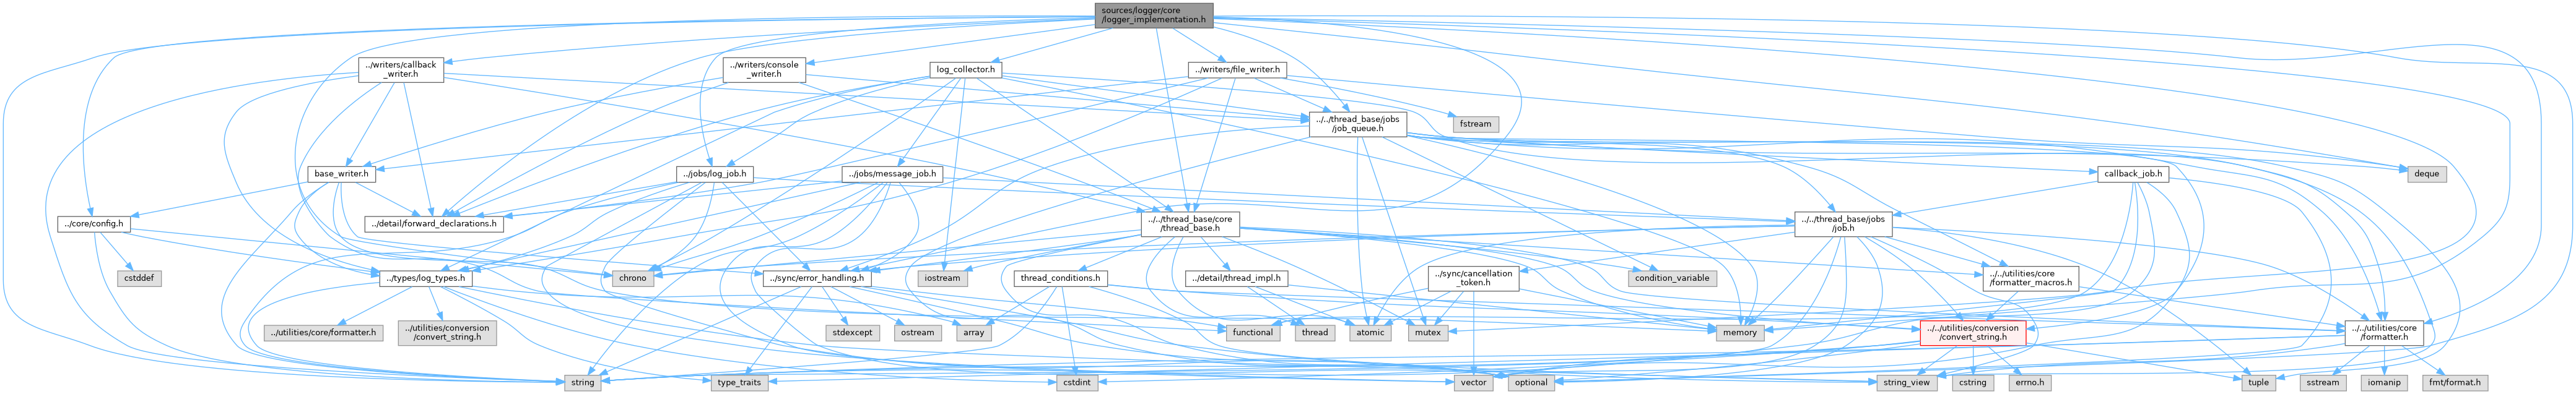 sources/logger/core
/logger_implementation.h
../writers/callback
_writer.h
../writers/console
_writer.h
log_collector.h
../writers/file_writer.h
../../thread_base/jobs
/job_queue.h
fstream
base_writer.h
../jobs/log_job.h
../jobs/message_job.h
callback_job.h
deque
../core/config.h
../detail/forward_declarations.h
../../thread_base/core
/thread_base.h
../../thread_base/jobs
/job.h
cstddef
../types/log_types.h
chrono
../sync/error_handling.h
iostream
thread_conditions.h
../detail/thread_impl.h
../sync/cancellation
_token.h
condition_variable
../../utilities/core
/formatter_macros.h
../utilities/core/formatter.h
../utilities/conversion
/convert_string.h
stdexcept
ostream
array
functional
thread
atomic
mutex
memory
../../utilities/conversion
/convert_string.h
../../utilities/core
/formatter.h
string
type_traits
cstdint
vector
optional
string_view
cstring
errno.h
tuple
sstream
iomanip
fmt/format.h